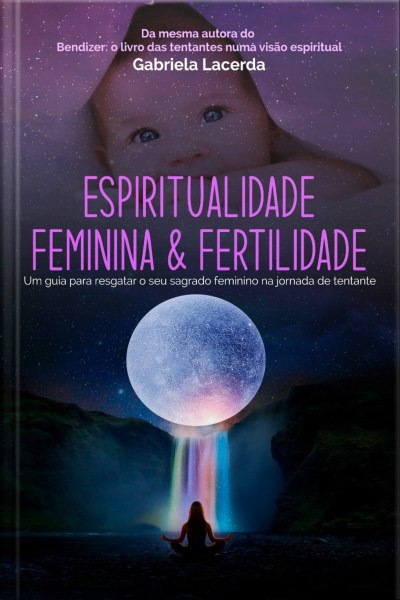 Da mesma autora do
Bendizer: o livro das tentantes numa visão espiritual
Gabriela Lacerda
ESPIRITUALIDADE
FEMININA & FERTILIDADE
Um guia para resgatar o seu sagrado feminino na jornada de tentante